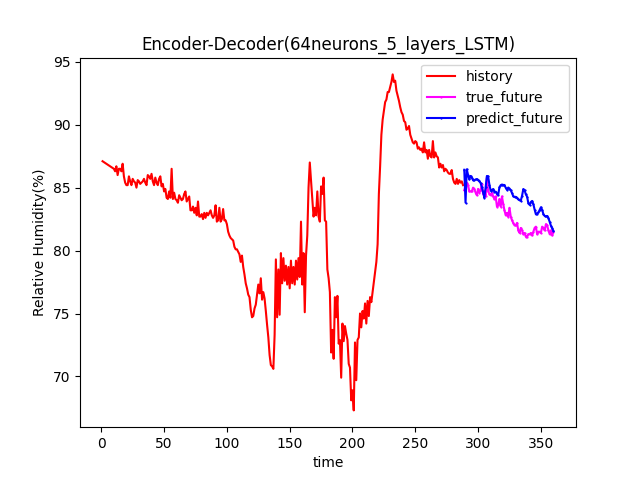 Encoder-Decoder(64neurons_5_layers_LSTM)
history
true_future
predict_future
Relative Humidity(%)
95
90
85
80
75
70
0 50 100 150 200 250 300 350
time